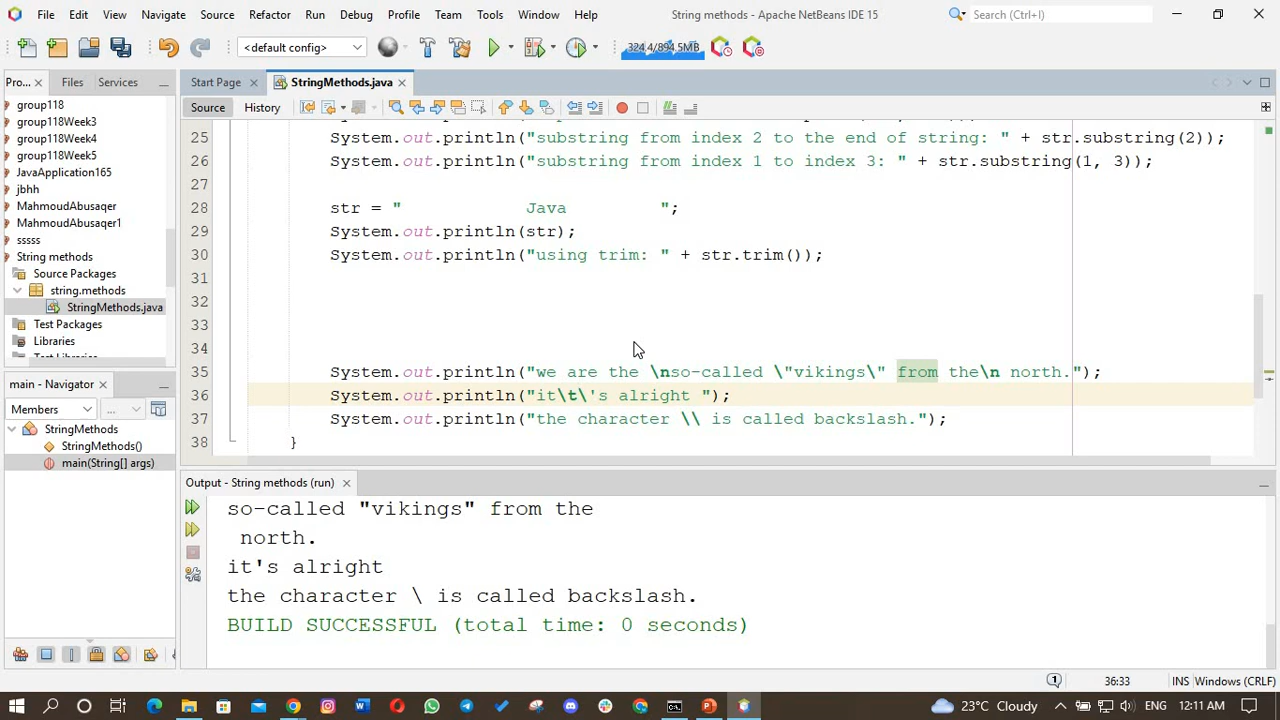 File Edit View Navigate Source Refactor Run Debug Profile Team Tools Window Help String methods - Apache NetBeans IDE 15 Search (Ctrl+I)
<default config> 324.4/894.5MB
Pro... Files Services Start Page StringMethods.java
Source History
group118
group118Week3
group118Week4
group118Week5
JavaApplication165
jbhh
MahmoudAbusaqer
MahmoudAbusaqer1
sssss
String methods
Source Packages
string.methods
StringMethods.java
Test Packages
Libraries
25 System.out.println("substring from index 2 to the end of string: " + str.substring(2));
26 System.out.println("substring from index 1 to index 3: " + str.substring(1, 3));
27
28 str = "            Java         ";
29 System.out.println(str);
30 System.out.println("using trim: " + str.trim());
31
32
33
34
35 System.out.println("we are the \nso-called \"vikings\" from the\n north.");
36 System.out.println("it\t\'s alright ");
37 System.out.println("the character \\ is called backslash.");
38 }
main - Navigator
Members ...
StringMethods
StringMethods()
main(String[] args)
Output - String methods (run)
so-called "vikings" from the
north.
it's alright
the character \ is called backslash.
BUILD SUCCESSFUL (total time: 0 seconds)
1 36:33 INS Windows (CRLF)
23°C Cloudy ENG 12:11 AM